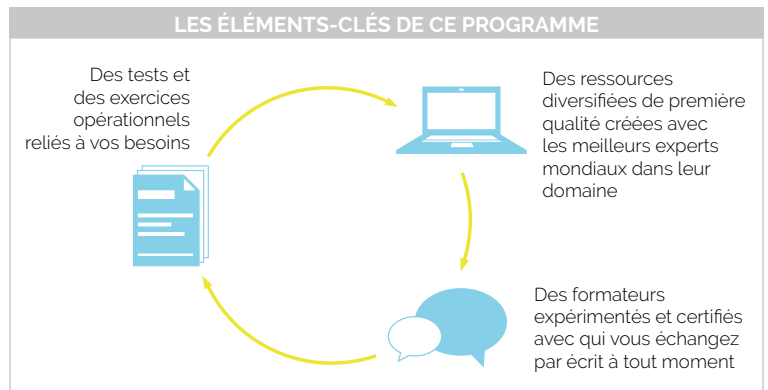 LES ÉLÉMENTS-CLÉS DE CE PROGRAMME
Des tests et
des exercices
opérationnels
reliés à vos besoins
Des ressources
diversifiées de première
qualité créées avec
les meilleurs experts
mondiaux dans leur
domaine
Des formateurs
expérimentés et certifiés
avec qui vous échangez
par écrit à tout moment